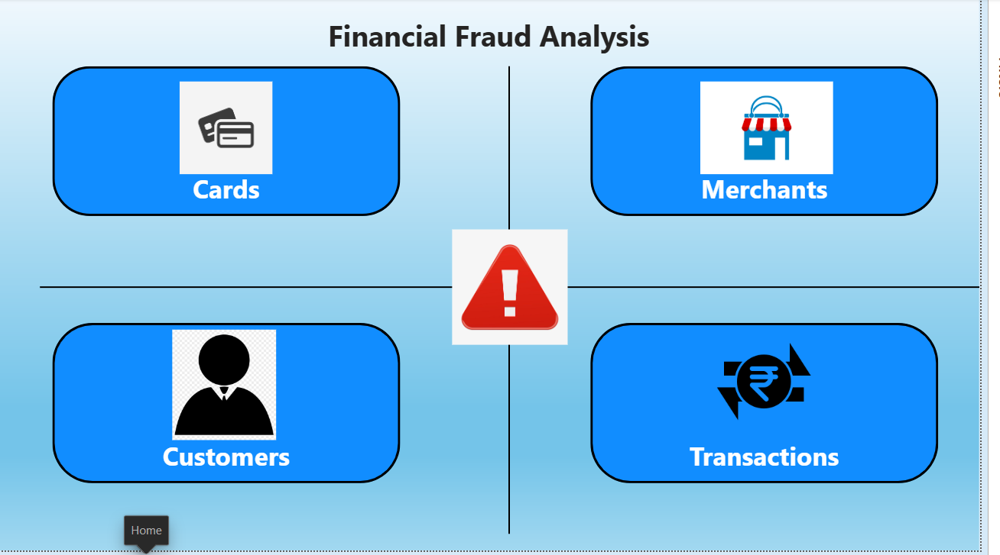 Financial Fraud Analysis
Cards
Merchants
Customers
Transactions
Home